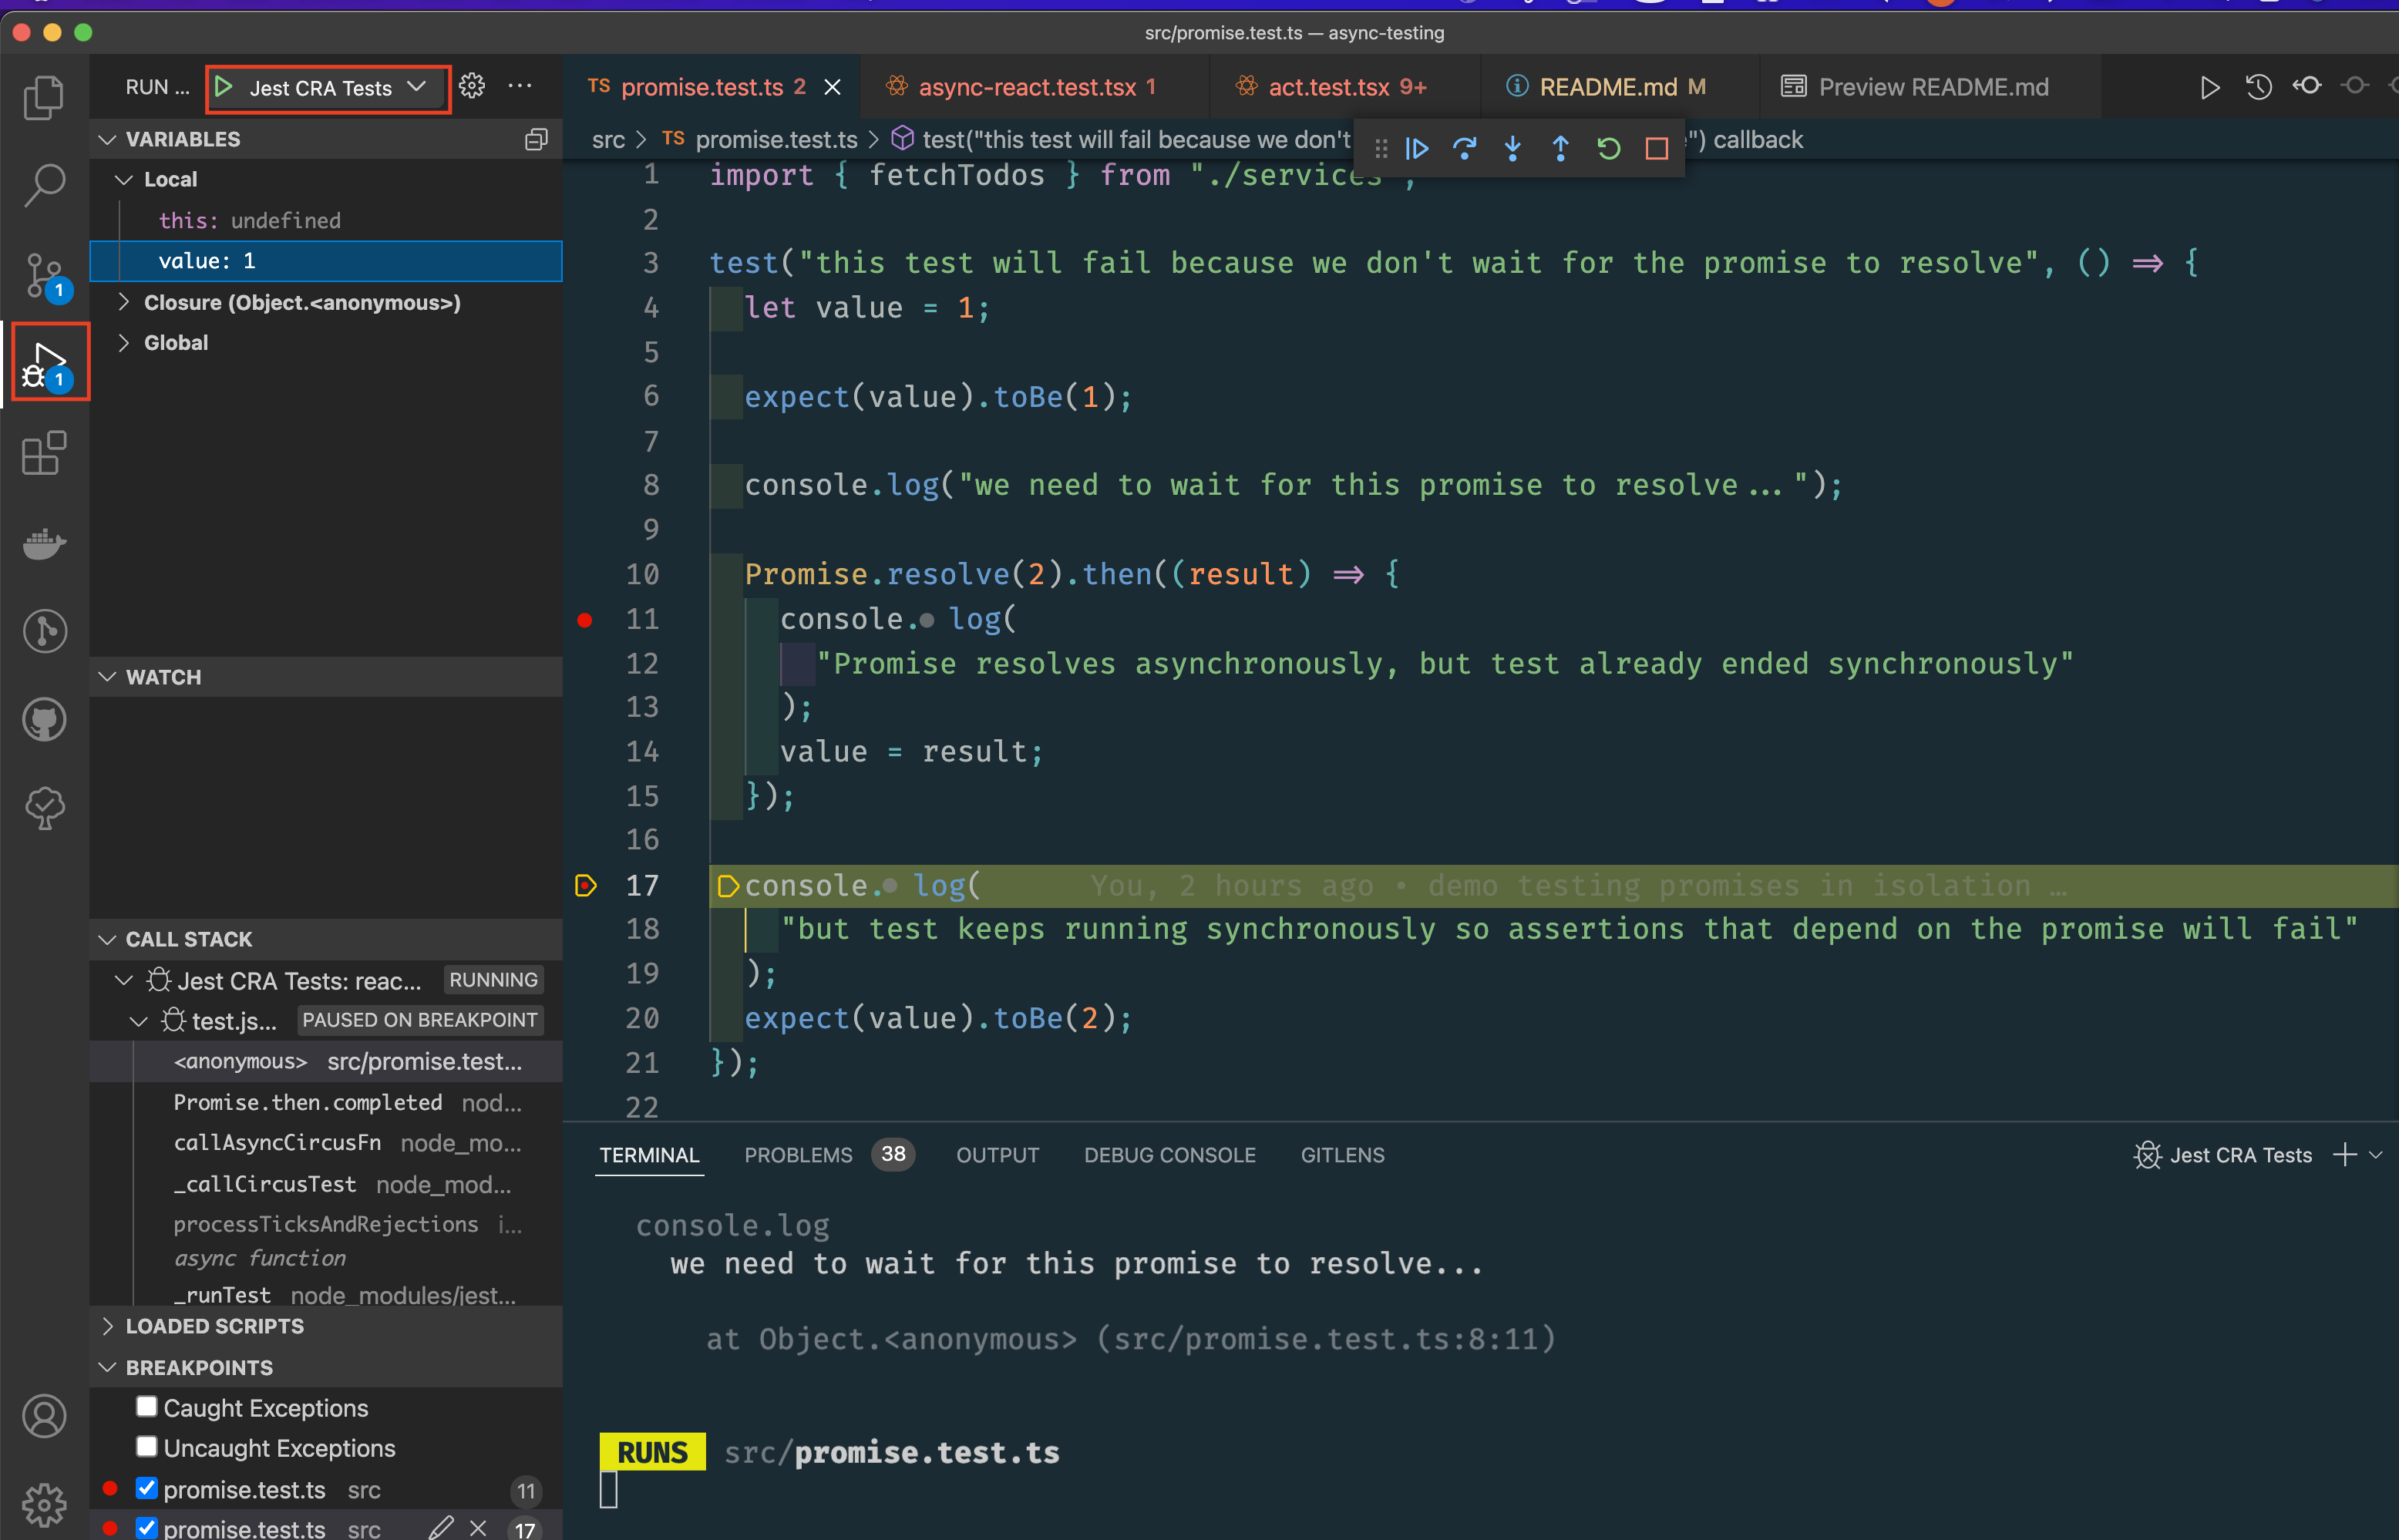 src/promise.test.ts — async-testing
RUN ...
Jest CRA Tests
...
TS promise.test.ts 2
async-react.test.tsx 1
act.test.tsx 9+
README.md M
Preview README.md
src > TS promise.test.ts > test("this test will fail because we don't
") callback
VARIABLES
Local
this: undefined
value: 1
Closure (Object.<anonymous>)
Global
1
1
WATCH
CALL STACK
Jest CRA Tests: reac... RUNNING
test.js... PAUSED ON BREAKPOINT
<anonymous> src/promise.test...
Promise.then.completed nod...
callAsyncCircusFn node_mo...
_callCircusTest node_mod...
processTicksAndRejections i...
async function
_runTest node_modules/jest...
LOADED SCRIPTS
BREAKPOINTS
Caught Exceptions
Uncaught Exceptions
promise.test.ts src 11
promise.test.ts src 17
1 import { fetchTodos } from "./services";
2
3 test("this test will fail because we don't wait for the promise to resolve", () => {
4 let value = 1;
5
6 expect(value).toBe(1);
7
8 console.log("we need to wait for this promise to resolve...");
9
10 Promise.resolve(2).then((result) => {
11 console.log(
12 "Promise resolves asynchronously, but test already ended synchronously"
13 );
14 value = result;
15 });
16
17 console.log( You, 2 hours ago • demo testing promises in isolation …
18 "but test keeps running synchronously so assertions that depend on the promise will fail"
19 );
20 expect(value).toBe(2);
21 });
22
TERMINAL PROBLEMS 38 OUTPUT DEBUG CONSOLE GITLENS
Jest CRA Tests
console.log
we need to wait for this promise to resolve...
at Object.<anonymous> (src/promise.test.ts:8:11)
RUNS src/promise.test.ts